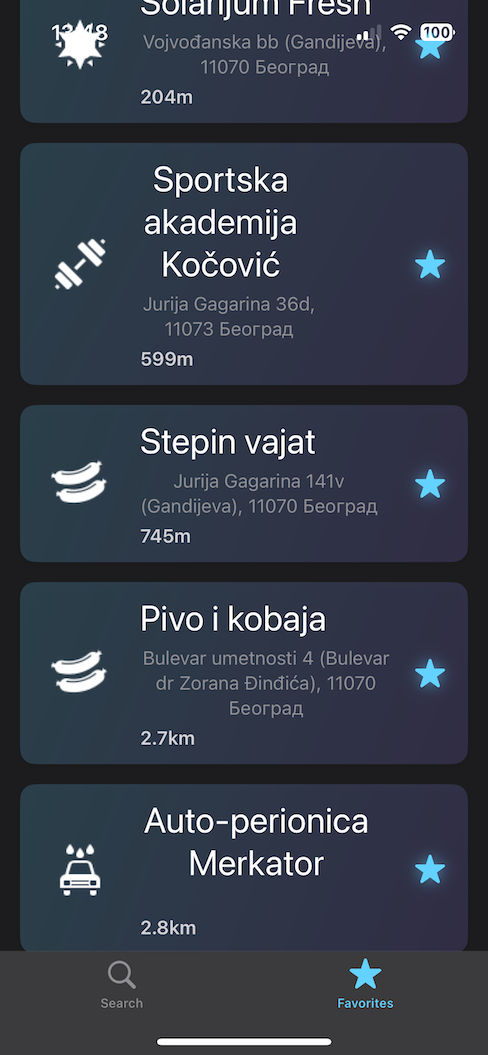 Solarijum Fresh
100
Vojvođanska bb (Gandijeva),
11070 Београд
204m
Sportska
akademija
Kočović
Jurija Gagarina 36d,
11073 Београд
599m
Stepin vajat
Jurija Gagarina 141v
(Gandijeva), 11070 Београд
745m
Pivo i kobaja
Bulevar umetnosti 4 (Bulevar
dr Zorana Đinđića), 11070
Београд
2.7km
Auto-perionica
Merkator
2.8km
Search
Favorites